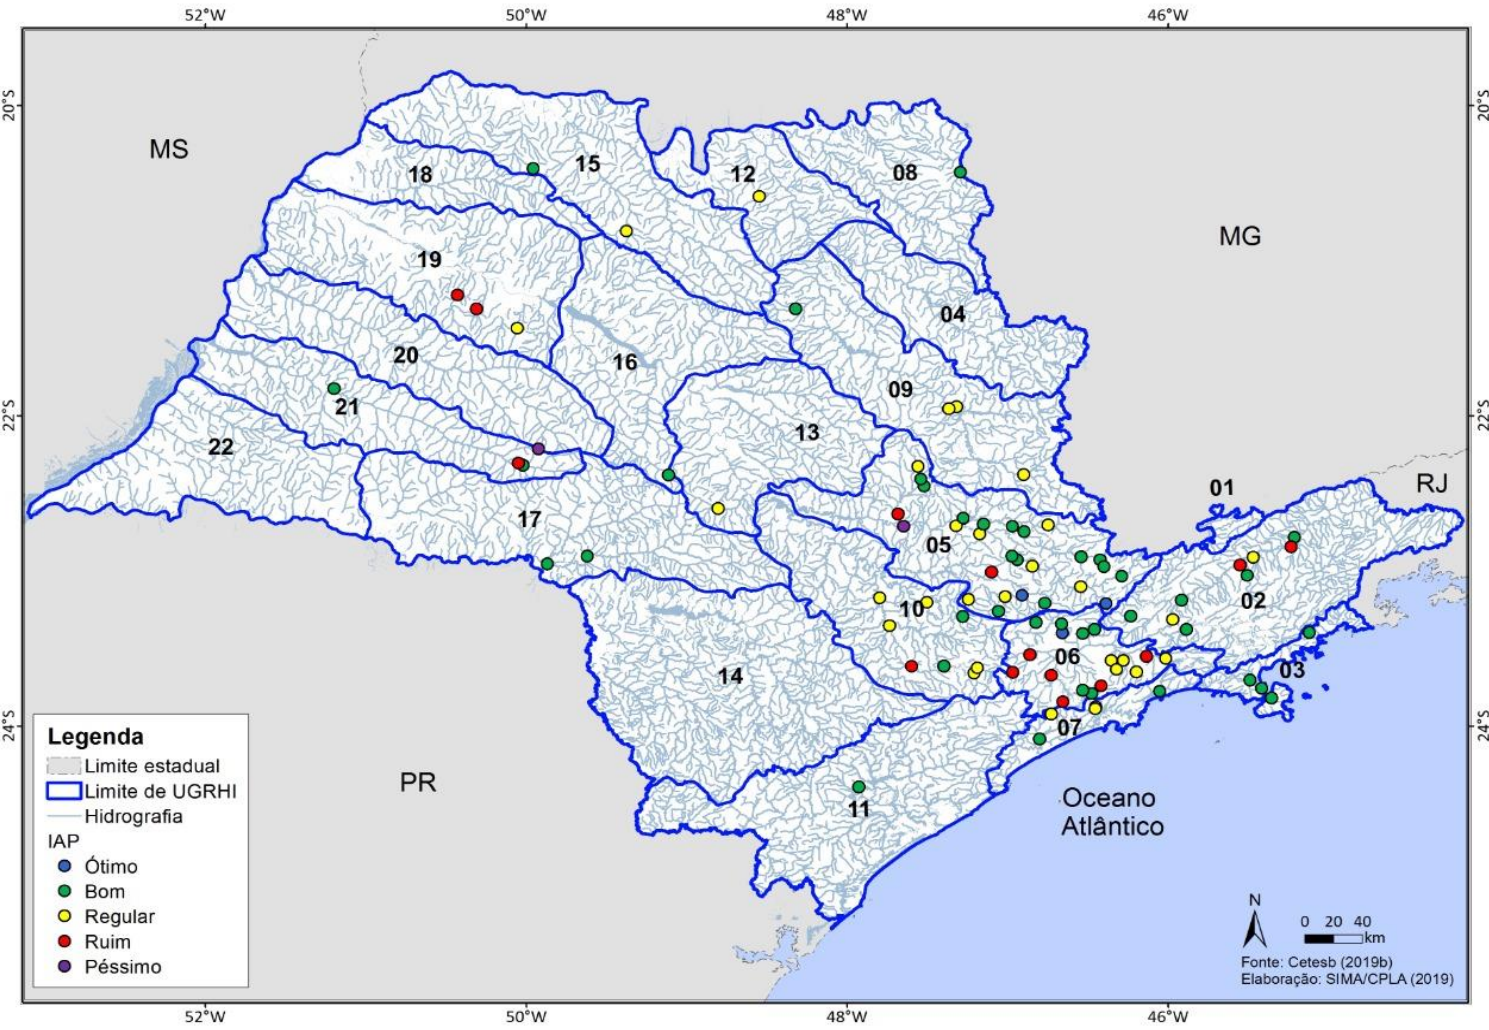 52°W 50°W 48°W 46°W
20°S 20°S
MS
MG
18
15
12
08
19
04
20
16
21
09
22
13
17
05
01
RJ
10
02
06
14
03
07
24°S 24°S
22°S 22°S
PR
11
Oceano
Atlântico
Legenda
Limite estadual
Limite de UGRHI
Hidrografia
IAP
Ótimo
Bom
Regular
Ruim
Péssimo
N
0 20 40
km
Fonte: Cetesb (2019b)
Elaboração: SIMA/CPLA (2019)
52°W 50°W 48°W 46°W